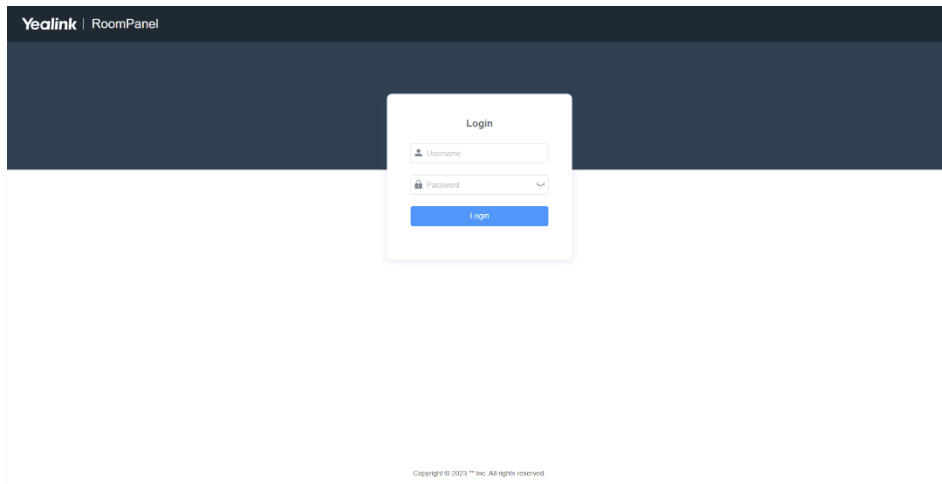 Yealink | RoomPanel
Login
Username
Password
Login
Copyright © 2023 ** Inc. All rights reserved.